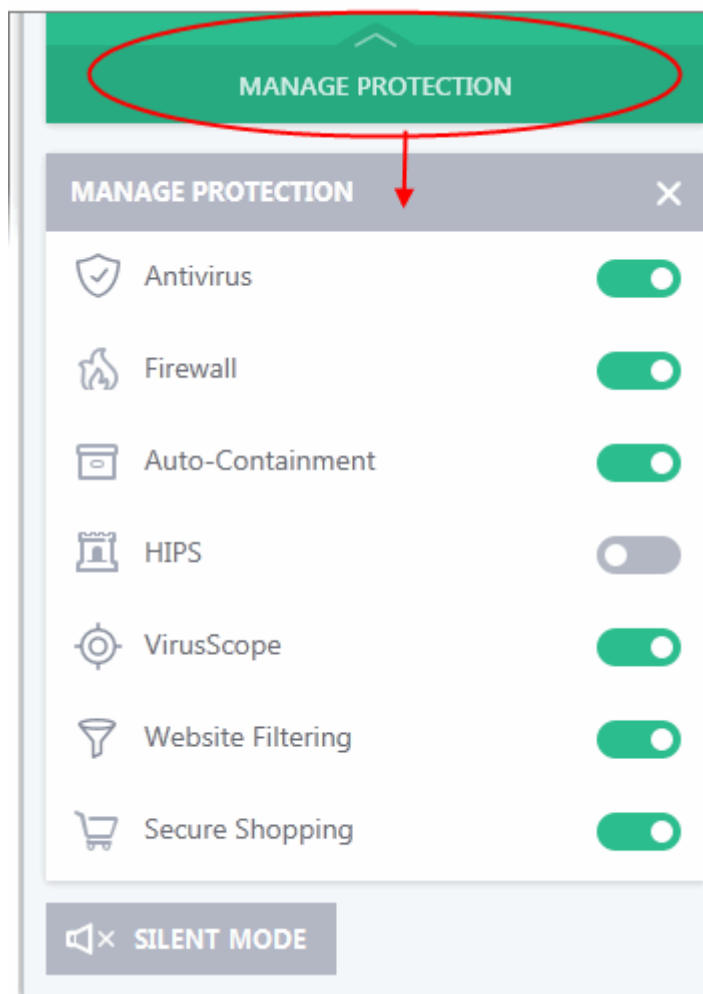 MANAGE PROTECTION
MANAGE PROTECTION
Antivirus
Firewall
Auto-Containment
HIPS
VirusScope
Website Filtering
Secure Shopping
SILENT MODE